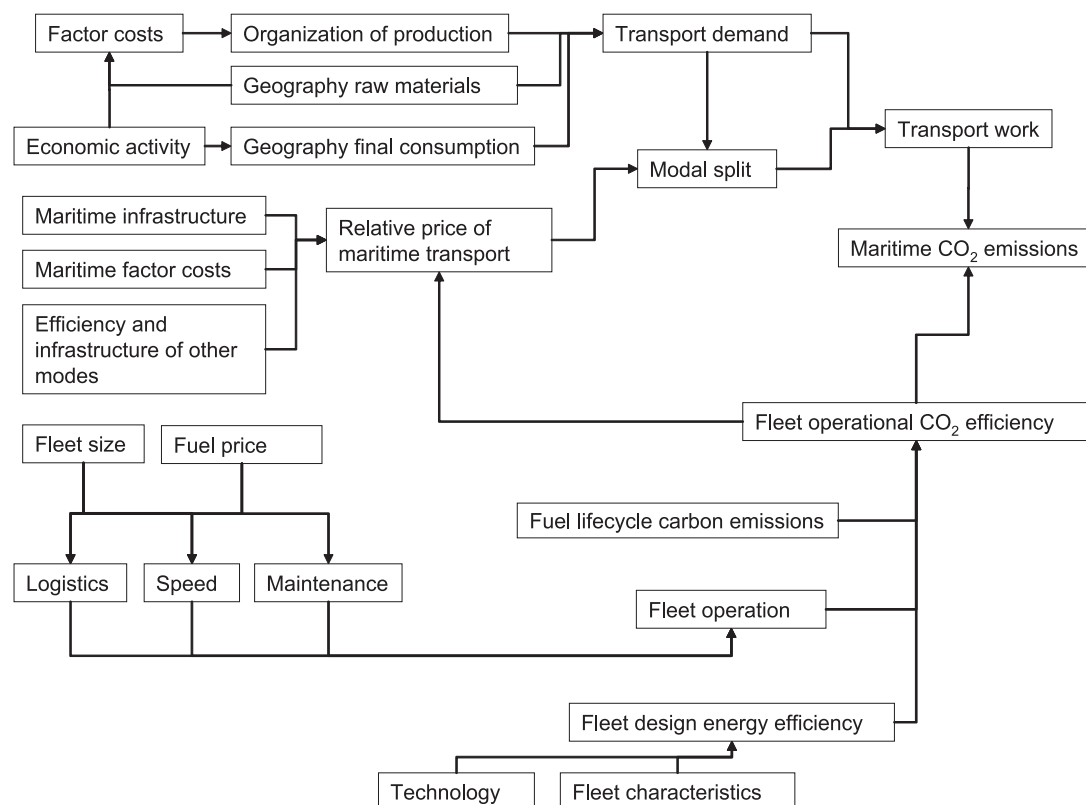 Factor costs
Organization of production
Transport demand
Geography raw materials
Transport work
Economic activity
Geography final consumption
Modal split
Maritime infrastructure
Relative price of
maritime transport
Maritime CO₂ emissions
Maritime factor costs
Efficiency and
infrastructure of other
modes
Fleet operational CO₂ efficiency
Fleet size
Fuel price
Fuel lifecycle carbon emissions
Logistics
Speed
Maintenance
Fleet operation
Fleet design energy efficiency
Technology
Fleet characteristics